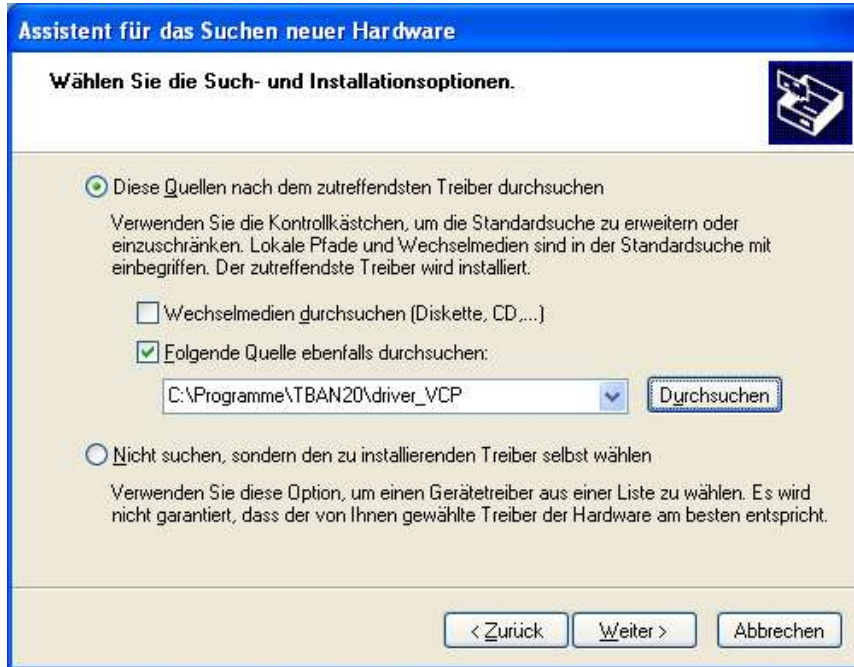 Assistent für das Suchen neuer Hardware
Wählen Sie die Such- und Installationsoptionen.
Diese Quellen nach dem zutreffendsten Treiber durchsuchen
Verwenden Sie die Kontrollkästchen, um die Standardsuche zu erweitern oder
einzuschränken. Lokale Pfade und Wechselmedien sind in der Standardsuche mit
einbegriffen. Der zutreffendste Treiber wird installiert.
Wechselmedien durchsuchen (Diskette, CD,...)
Folgende Quelle ebenfalls durchsuchen:
C:\Programme\TBAN20\driver_VCP
Durchsuchen
Nicht suchen, sondern den zu installierenden Treiber selbst wählen
Verwenden Sie diese Option, um einen Gerätetreiber aus einer Liste zu wählen. Es wird
nicht garantiert, dass der von Ihnen gewählte Treiber der Hardware am besten entspricht.
< Zurück Weiter > Abbrechen